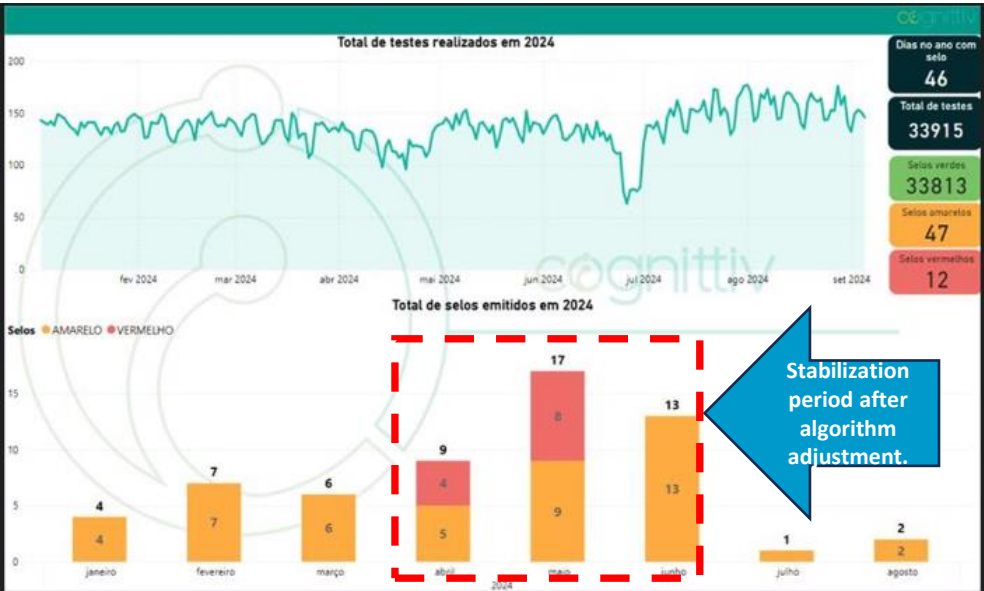 cognittiv
Total de testes realizados em 2024
200
150
100
50
0
fev 2024
mar 2024
abr 2024
mai 2024
jun 2024
jul 2024
ago 2024
set 2024
cognittiv
Dias no ano com
selo
46
Total de testes
33915
Selos verdes
33813
Selos amarelos
47
Selos vermelhos
12
Total de selos emitidos em 2024
Selos AMARELO VERMELHO
15
10
5
0
4
4
7
7
6
6
9
4
5
17
8
9
13
13
1
2
2
janeiro
fevereiro
março
abril
maio
junho
julho
agosto
2024
Stabilization
period after
algorithm
adjustment.